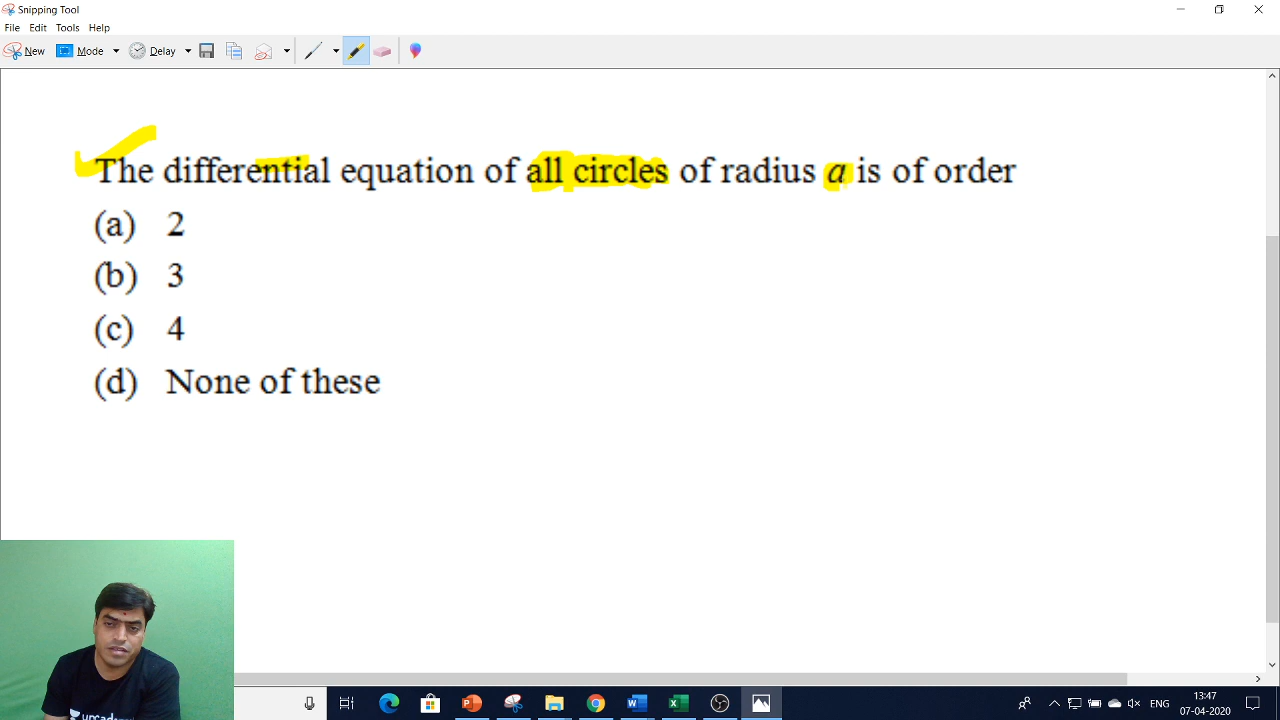 Snipping Tool
File Edit Tools Help
New Mode Delay
The differential equation of all circles of radius a is of order
(a) 2
(b) 3
(c) 4
(d) None of these
ENG
13:47
07-04-2020